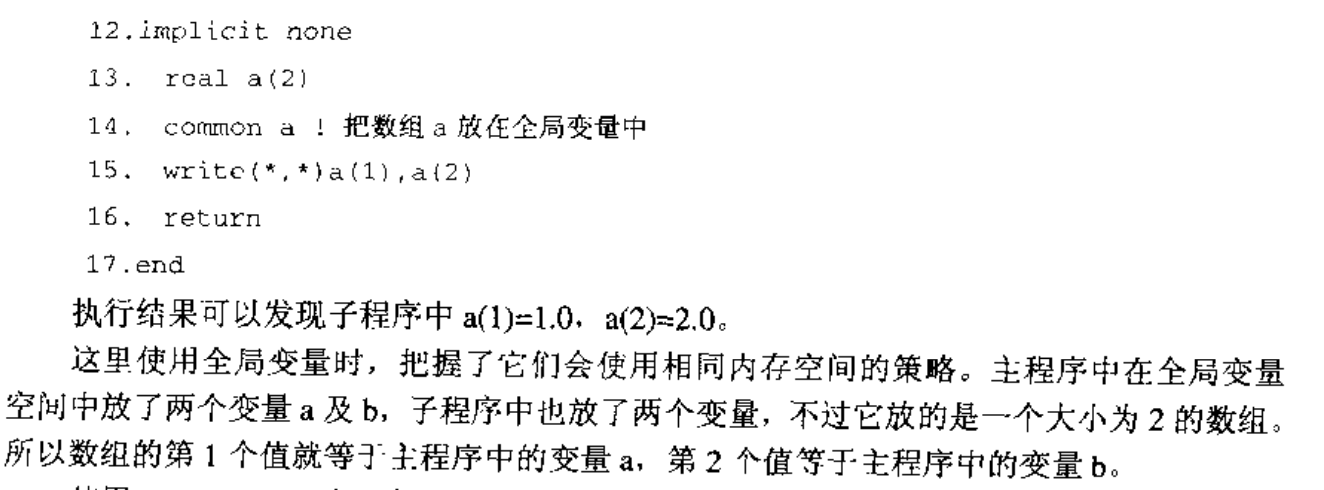 12.implicit none
13. real a(2)
14. common a ! 把数组 a 放在全局变量中
15. write(*,*)a(1),a(2)
16. return
17.end
执行结果可以发现子程序中 a(1)=1.0，a(2)=2.0。
这里使用全局变量时，把握了它们会使用相同内存空间的策略。主程序中在全局变量
空间中放了两个变量 a 及 b，子程序中也放了两个变量，不过它放的是一个大小为 2 的数组。
所以数组的第 1 个值就等于主程序中的变量 a，第 2 个值等于主程序中的变量 b。